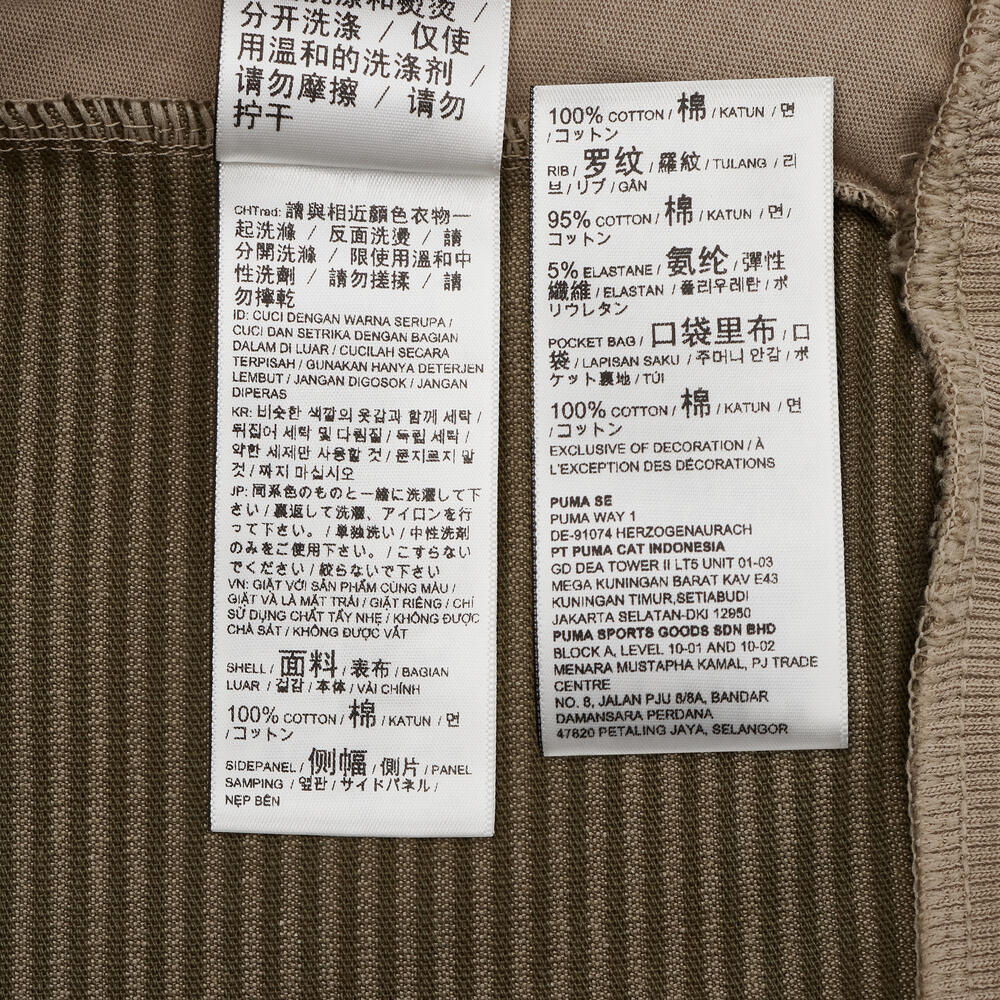 分开洗涤 / 仅使
用温和的洗涤剂 /
请勿摩擦 / 请勿
拧干
CHTrad: 請與相近顏色衣物一
起洗滌 / 反面洗燙 / 請
分開洗滌 / 限使用溫和中
性洗劑 / 請勿搓揉 / 請
勿擰乾
ID: CUCI DENGAN WARNA SERUPA /
CUCI DAN SETRIKA DENGAN BAGIAN
DALAM DI LUAR / CUCILAH SECARA
TERPISAH / GUNAKAN HANYA DETERJEN
LEMBUT / JANGAN DIGOSOK / JANGAN
DIPERAS
KR: 비슷한 색깔의 옷감과 함께 세탁 /
뒤집어 세탁 및 다림질 / 독립 세탁 /
약한 세제만 사용할 것 / 문지르지 말
것 / 짜지 마십시오
JP: 同系色のものと一緒に洗濯して下
さい / 裏返して洗濯、アイロンを行
って下さい。 / 単独洗い / 中性洗剤
のみをご使用下さい。 / こすらない
でください / 絞らないで下さい
VN: GIẶT VỚI SẢN PHẨM CÙNG MÀU /
GIẶT VÀ LÀ MẶT TRÁI / GIẶT RIÊNG / CHỈ
SỬ DỤNG CHẤT TẨY NHẸ / KHÔNG ĐƯỢC
CHÀ SÁT / KHÔNG ĐƯỢC VẮT
SHELL / 面料 / 表布 / BAGIAN
LUAR / 겉감 / 本体 / VẢI CHÍNH
100% COTTON / 棉 / KATUN / 면
/ コットン
SIDEPANEL / 侧幅 / 側片 / PANEL
SAMPING / 옆판 / サイドパネル /
NẸP BÊN
100% COTTON / 棉 / KATUN / 면
/ コットン
RIB / 罗纹 / 羅紋 / TULANG / 리
브 / リブ / GÂN
95% COTTON / 棉 / KATUN / 면 /
コットン
5% ELASTANE / 氨纶 / 彈性
纖維 / ELASTAN / 폴리우레탄 / ポ
リウレタン
POCKET BAG / 口袋里布 / 口
袋 / LAPISAN SAKU / 주머니 안감 / ポ
ケット裏地 / TÚI
100% COTTON / 棉 / KATUN / 면
/ コットン
EXCLUSIVE OF DECORATION / À
L'EXCEPTION DES DÉCORATIONS
PUMA SE
PUMA WAY 1
DE-91074 HERZOGENAURACH
PT PUMA CAT INDONESIA
GD DEA TOWER II LT5 UNIT 01-03
MEGA KUNINGAN BARAT KAV E43
KUNINGAN TIMUR,SETIABUDI
JAKARTA SELATAN-DKI 12950
PUMA SPORTS GOODS SDN BHD
BLOCK A, LEVEL 10-01 AND 10-02
MENARA MUSTAPHA KAMAL, PJ TRADE
CENTRE
NO. 8, JALAN PJU 8/8A, BANDAR
DAMANSARA PERDANA
47820 PETALING JAYA, SELANGOR